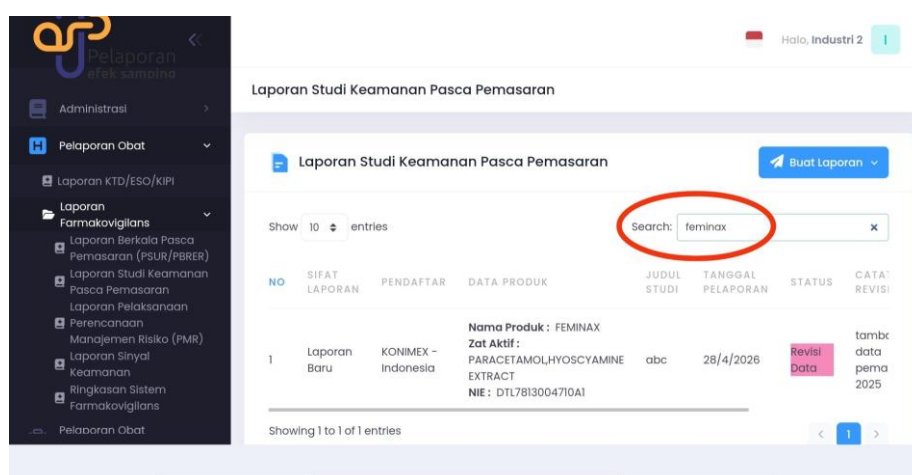 Pelaporan
efek samping
Administrasi
Pelaporan Obat
Laporan KTD/ESO/KIPI
Laporan
Farmakovigilans
Laporan Berkala Pasca
Pemasaran (PSUR/PBRER)
Laporan Studi Keamanan
Pasca Pemasaran
Laporan Pelaksanaan
Perencanaan
Manajemen Risiko (PMR)
Laporan Sinyal
Keamanan
Ringkasan Sistem
Farmakovigilans
Pelaporan Obat
Halo, Industri 2 I
Laporan Studi Keamanan Pasca Pemasaran
Laporan Studi Keamanan Pasca Pemasaran
Buat Laporan
Show 10 entries
Search: feminax
NO SIFAT LAPORAN PENDAFTAR DATA PRODUK JUDUL STUDI TANGGAL PELAPORAN STATUS
Nama Produk : FEMINAX
Zat Aktif :
PARACETAMOL,HYOSCYAMINE
EXTRACT
NIE : DTL7813004710A1
1 Laporan Baru KONIMEX - Indonesia abc 28/4/2026 Revisi Data
data
2025
Showing 1 to 1 of 1 entries
< 1 >